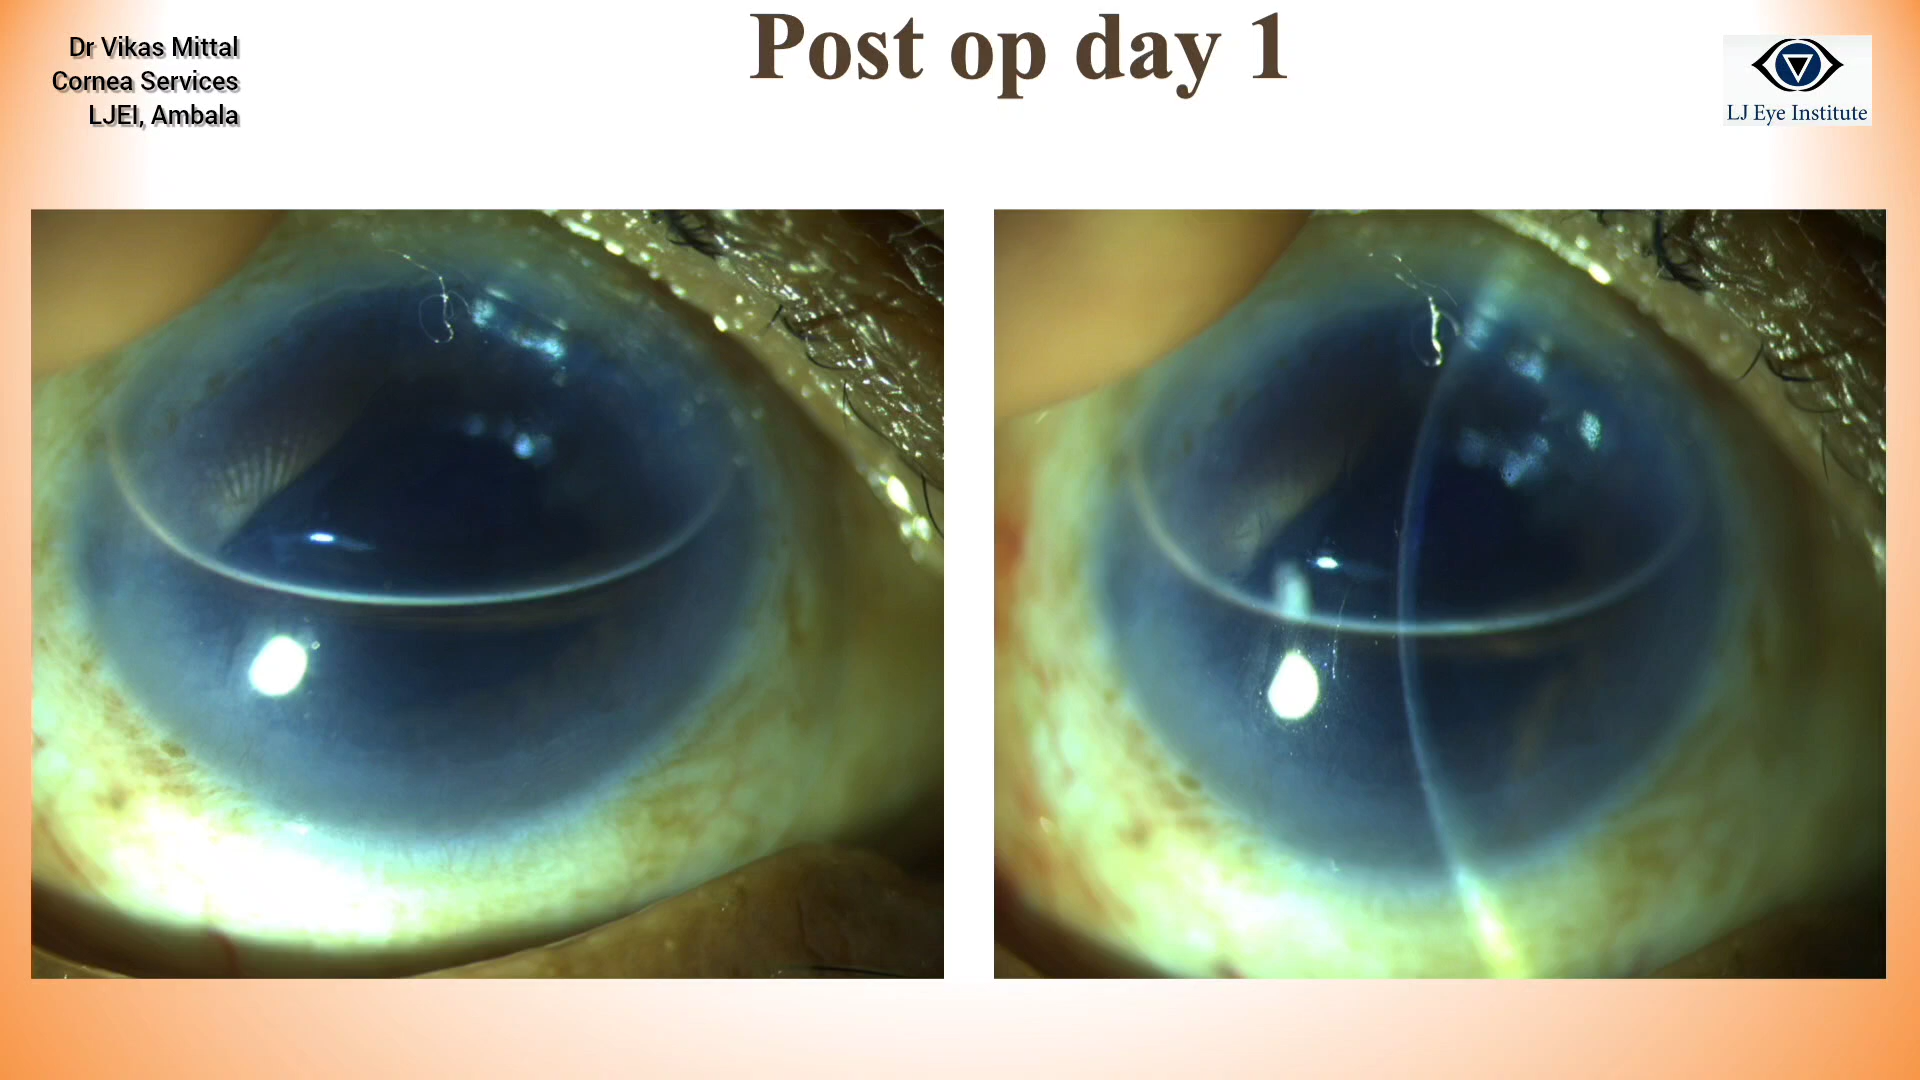 Dr Vikas Mittal
Cornea Services
LJEI, Ambala
Post op day 1
LJ Eye Institute